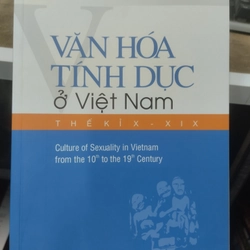 VĂN HÓA
TÍNH DỤC
ở Việt Nam
THẾ KỈ X - XIX
Culture of Sexuality in Vietnam
from the 10th to the 19th Century